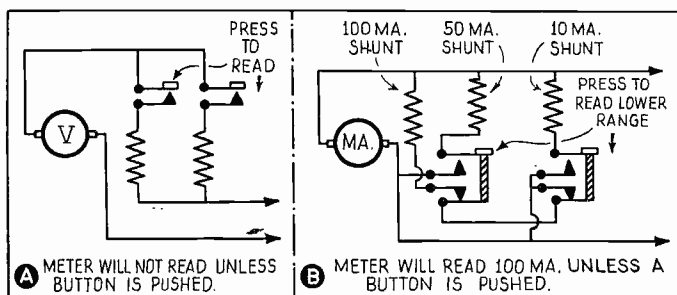 PRESS
TO
READ
V
A METER WILL NOT READ UNLESS
BUTTON IS PUSHED.
100 MA.
SHUNT
50 MA.
SHUNT
10 MA.
SHUNT
PRESS TO
READ LOWER
RANGE
MA.
B METER WILL READ 100 MA. UNLESS A
BUTTON IS PUSHED.